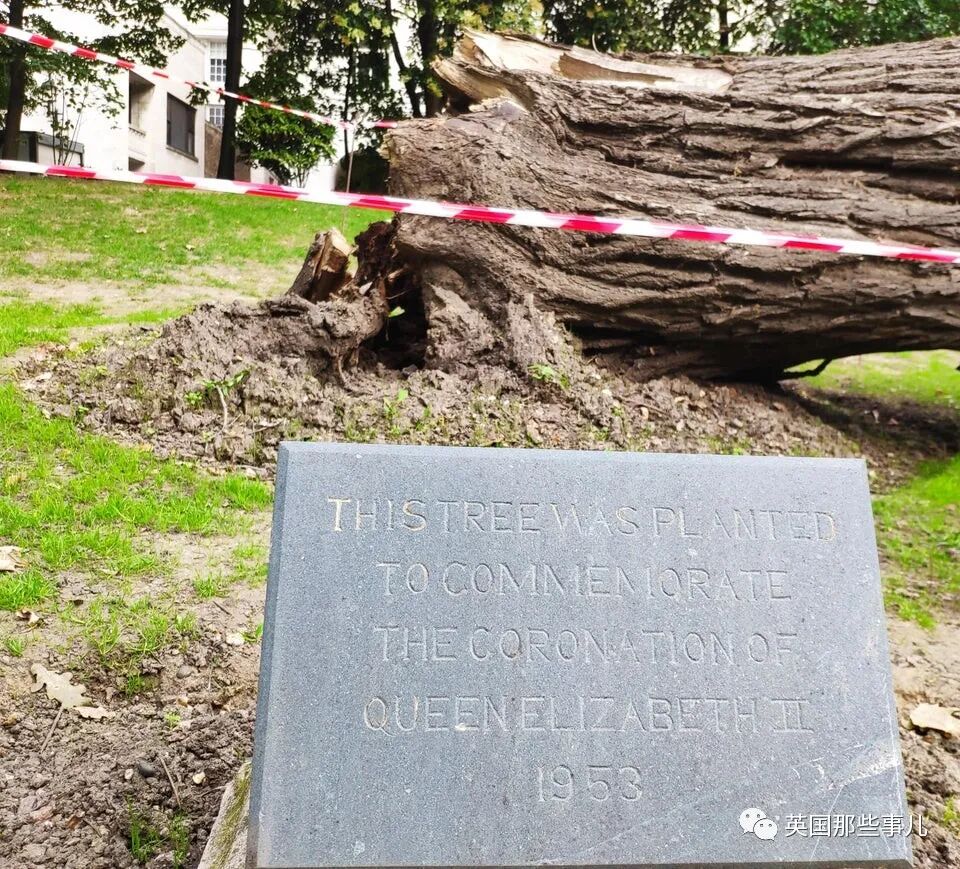 THIS TREE WAS PLANTED
TO COMMEMORATE
THE CORONATION OF
QUEEN ELIZABETH II
1953
英国那些事儿